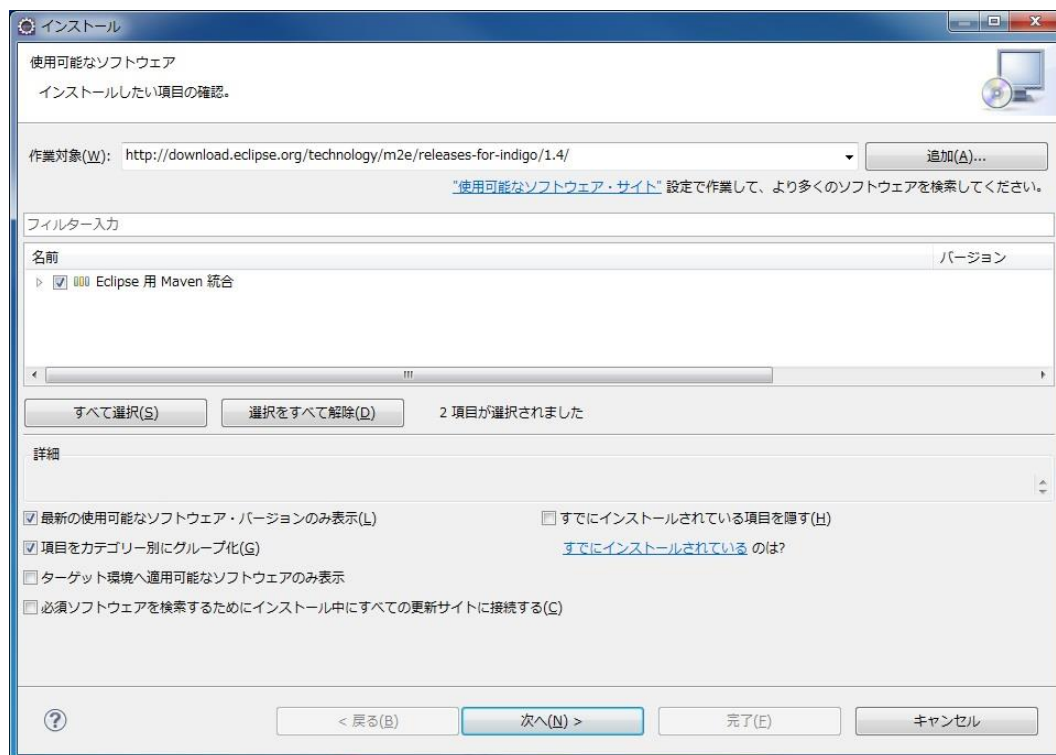 インストール
使用可能なソフトウェア
インストールしたい項目の確認。
作業対象(W): http://download.eclipse.org/technology/m2e/releases-for-indigo/1.4/ 追加(A)...
"使用可能なソフトウェア・サイト" 設定で作業して、より多くのソフトウェアを検索してください。
フィルター入力
名前 バージョン
Eclipse 用 Maven 統合
すべて選択(S) 選択をすべて解除(D) 2 項目が選択されました
詳細
最新の使用可能なソフトウェア・バージョンのみ表示(L) すでにインストールされている項目を隠す(H)
項目をカテゴリー別にグループ化(G) すでにインストールされている のは?
ターゲット環境へ適用可能なソフトウェアのみ表示
必須ソフトウェアを検索するためにインストール中にすべての更新サイトに接続する(C)
? < 戻る(B) 次へ(N) > 完了(F) キャンセル